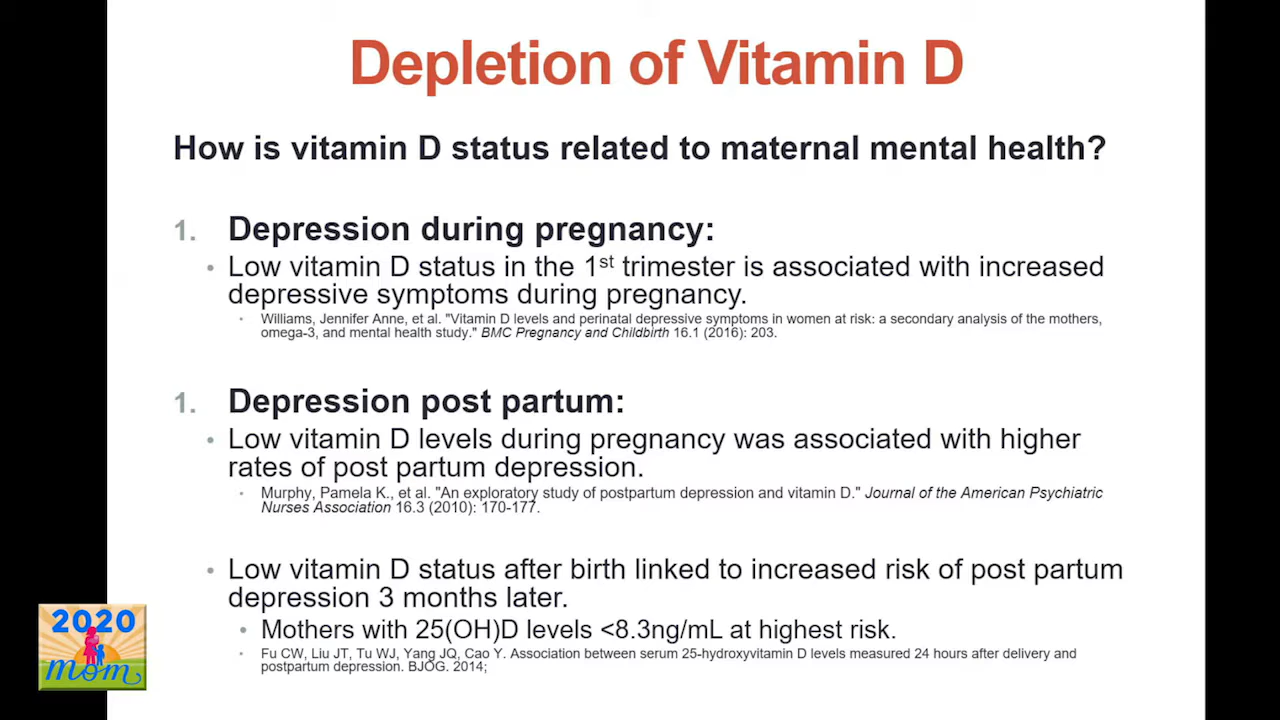 Depletion of Vitamin D
How is vitamin D status related to maternal mental health?
1. Depression during pregnancy:
• Low vitamin D status in the 1st trimester is associated with increased
depressive symptoms during pregnancy.
• Williams, Jennifer Anne, et al. "Vitamin D levels and perinatal depressive symptoms in women at risk: a secondary analysis of the mothers,
omega-3, and mental health study." BMC Pregnancy and Childbirth 16.1 (2016): 203.
1. Depression post partum:
• Low vitamin D levels during pregnancy was associated with higher
rates of post partum depression.
• Murphy, Pamela K., et al. "An exploratory study of postpartum depression and vitamin D." Journal of the American Psychiatric
Nurses Association 16.3 (2010): 170-177.
• Low vitamin D status after birth linked to increased risk of post partum
depression 3 months later.
• Mothers with 25(OH)D levels <8.3ng/mL at highest risk.
• Fu CW, Liu JT, Tu WJ, Yang JQ, Cao Y. Association between serum 25-hydroxyvitamin D levels measured 24 hours after delivery and
postpartum depression. BJOG. 2014;
2020
mom